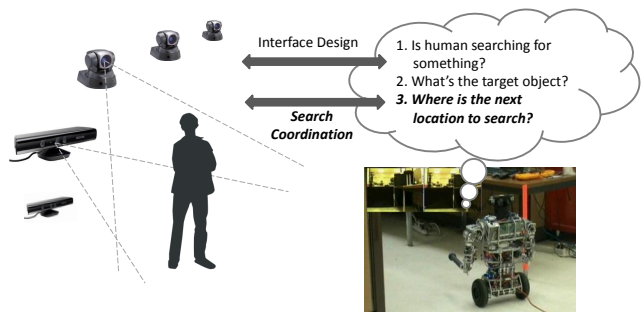 Interface Design
Search
Coordination
1. Is human searching for
something?
2. What's the target object?
3. Where is the next
location to search?